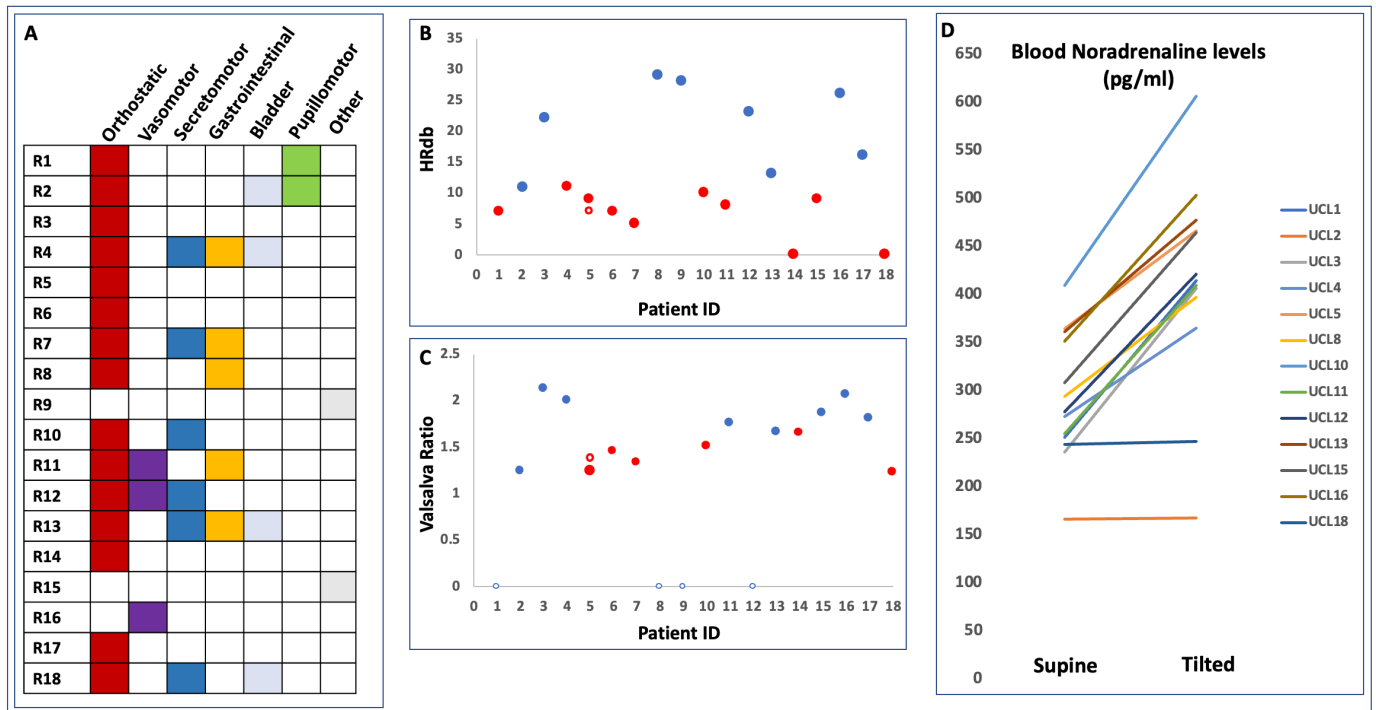 A
Orthostatic
Vasomotor
Secretomotor
Gastrointestinal
Bladder
Pupillomotor
Other
R1
R2
R3
R4
R5
R6
R7
R8
R9
R10
R11
R12
R13
R14
R15
R16
R17
R18
B
35
30
25
20
15
10
5
0
HRdb
0 1 2 3 4 5 6 7 8 9 10 11 12 13 14 15 16 17 18
Patient ID
C
2.5
2
1.5
1
0.5
0
Valsalva Ratio
0 1 2 3 4 5 6 7 8 9 10 11 12 13 14 15 16 17 18
Patient ID
D
Blood Noradrenaline levels
(pg/ml)
650
600
550
500
450
400
350
300
250
200
150
100
50
0
Supine Tilted
UCL1
UCL2
UCL3
UCL4
UCL5
UCL8
UCL10
UCL11
UCL12
UCL13
UCL15
UCL16
UCL18